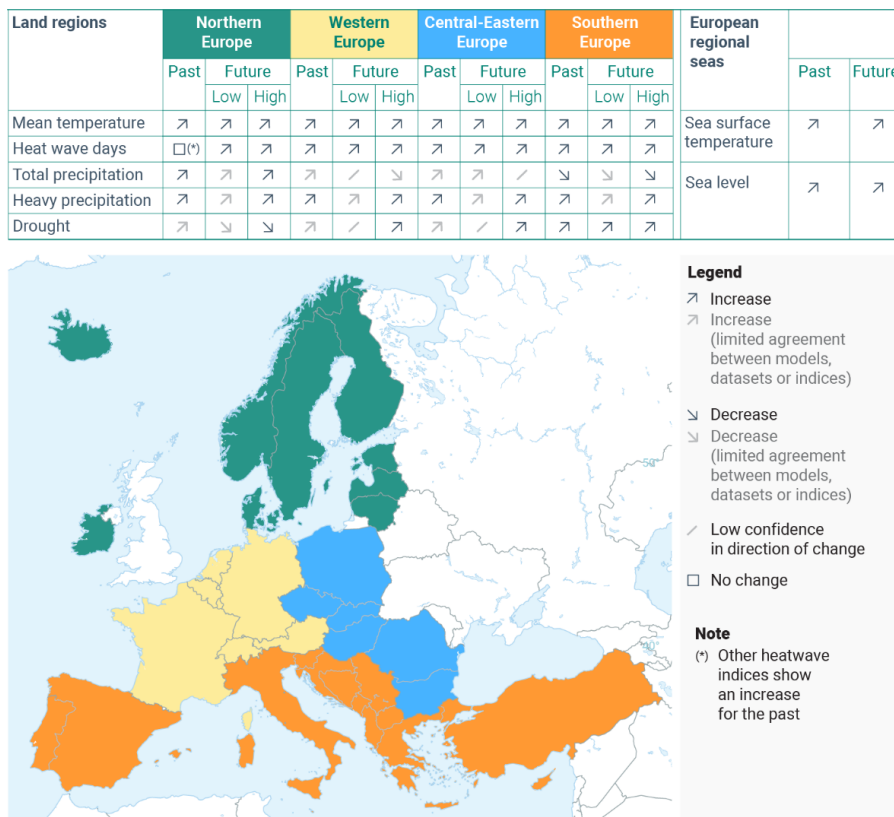 Land regions
Northern
Europe
Western
Europe
Central-Eastern
Europe
Southern
Europe
European
regional
seas
Past Future Past Future Past Future Past Future
Past Future
Low High Low High Low High Low High
Mean temperature ↗ ↗ ↗ ↗ ↗ ↗ ↗ ↗ ↗ ↗ ↗ ↗
Sea surface
temperature
↗ ↗
Heat wave days □(*) ↗ ↗ ↗ ↗ ↗ ↗ ↗ ↗ ↗ ↗ ↗
Total precipitation ↗ ↗ ↗ ↗ ⁄ ↘ ↗ ↗ ⁄ ↘ ↘ ↘
Sea level ↗ ↗
Heavy precipitation ↗ ↗ ↗ ↗ ↗ ↗ ↗ ↗ ↗ ↗ ↗ ↗
Drought ↗ ↘ ↘ ↗ ⁄ ↗ ↗ ⁄ ↗ ↗ ↗ ↗
Legend
↗ Increase
↗ Increase
(limited agreement
between models,
datasets or indices)
↘ Decrease
↘ Decrease
(limited agreement
between models,
datasets or indices)
⁄ Low confidence
in direction of change
□ No change
Note
(*) Other heatwave
indices show
an increase
for the past